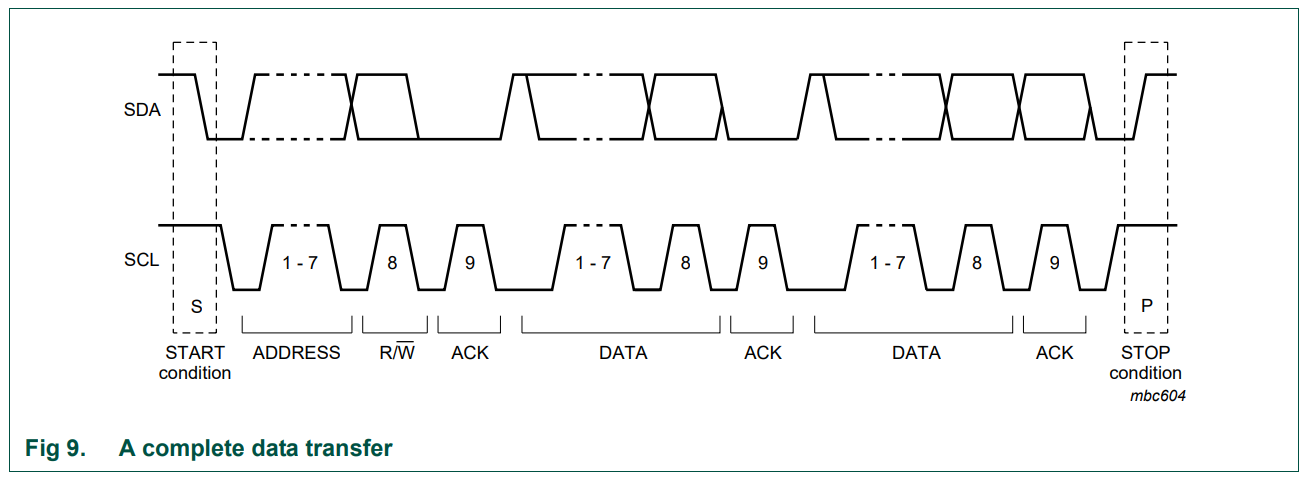 SDA
SCL
1 - 7
8
9
1 - 7
8
9
1 - 7
8
9
S
P
START
condition
ADDRESS
R/W̅
ACK
DATA
ACK
DATA
ACK
STOP
condition
mbc604
Fig 9. A complete data transfer